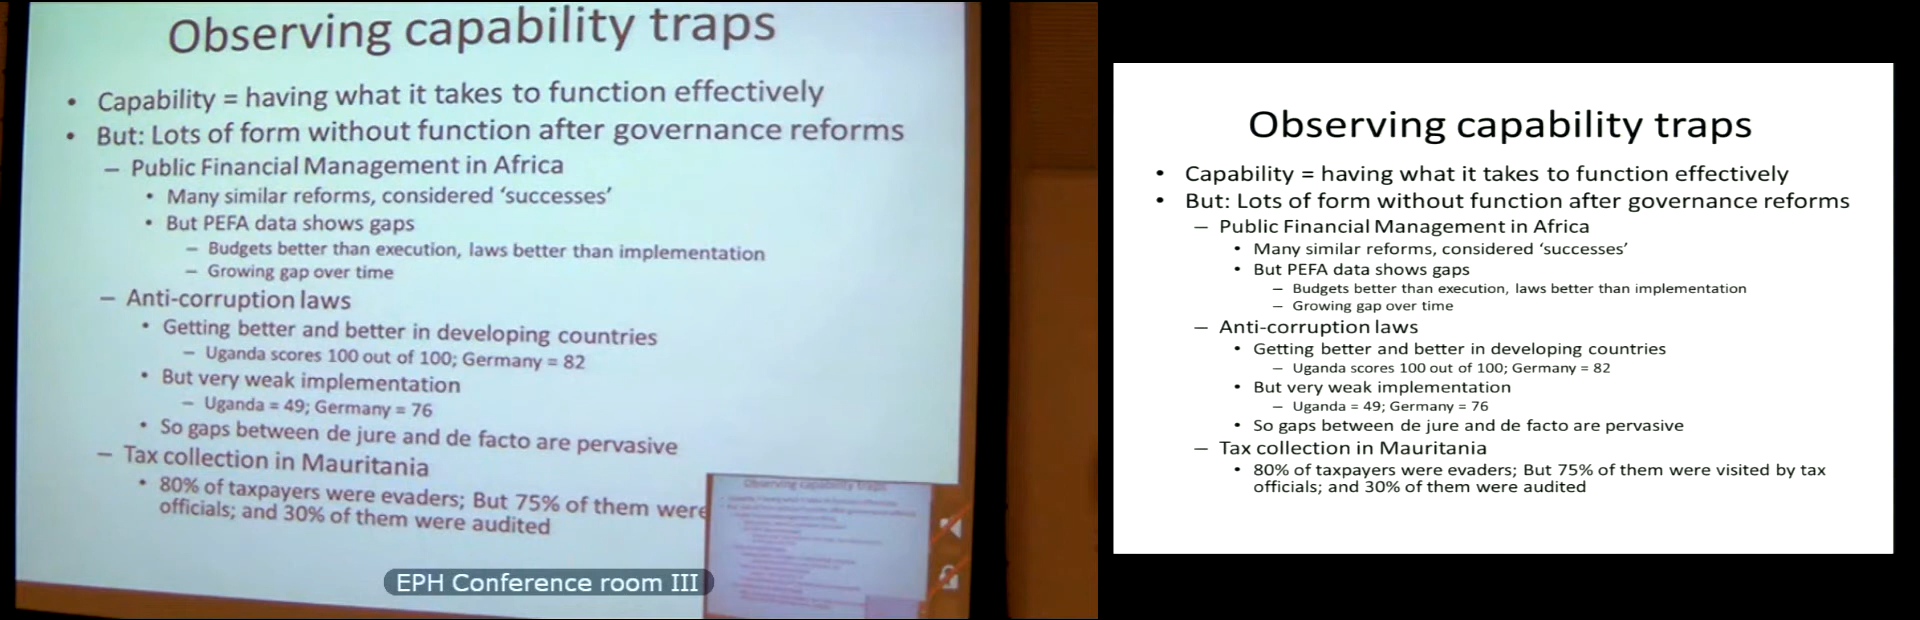 Observing capability traps
• Capability = having what it takes to function effectively
• But: Lots of form without function after governance reforms
– Public Financial Management in Africa
• Many similar reforms, considered ‘successes’
• But PEFA data shows gaps
– Budgets better than execution, laws better than implementation
– Growing gap over time
– Anti-corruption laws
• Getting better and better in developing countries
– Uganda scores 100 out of 100; Germany = 82
• But very weak implementation
– Uganda = 49; Germany = 76
• So gaps between de jure and de facto are pervasive
– Tax collection in Mauritania
• 80% of taxpayers were evaders; But 75% of them were
officials; and 30% of them were audited
Observing capability traps
EPH Conference room III
Observing capability traps
• Capability = having what it takes to function effectively
• But: Lots of form without function after governance reforms
– Public Financial Management in Africa
• Many similar reforms, considered ‘successes’
• But PEFA data shows gaps
– Budgets better than execution, laws better than implementation
– Growing gap over time
– Anti-corruption laws
• Getting better and better in developing countries
– Uganda scores 100 out of 100; Germany = 82
• But very weak implementation
– Uganda = 49; Germany = 76
• So gaps between de jure and de facto are pervasive
– Tax collection in Mauritania
• 80% of taxpayers were evaders; But 75% of them were visited by tax
officials; and 30% of them were audited